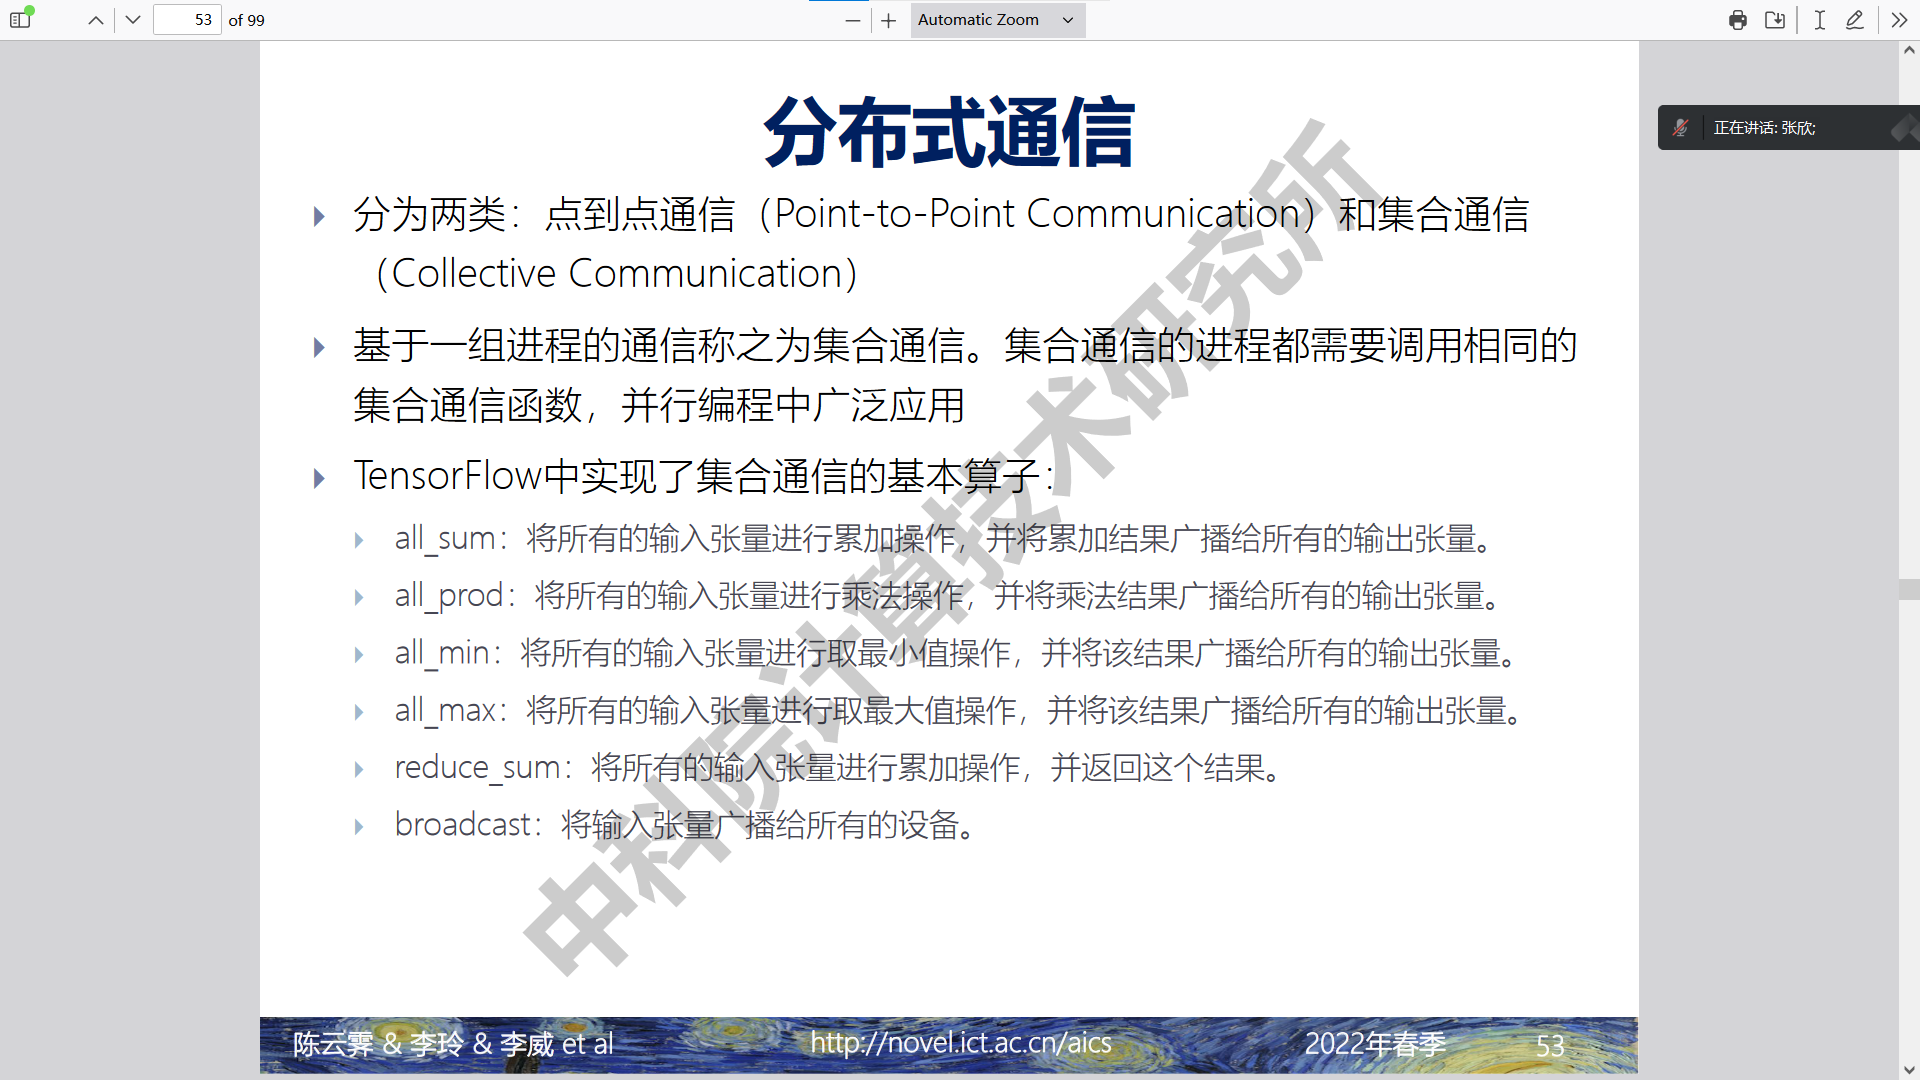 53 of 99
Automatic Zoom
正在讲话: 张欣;
分布式通信
分为两类：点到点通信（Point-to-Point Communication）和集合通信
（Collective Communication）
基于一组进程的通信称之为集合通信。集合通信的进程都需要调用相同的
集合通信函数，并行编程中广泛应用
TensorFlow中实现了集合通信的基本算子：
all_sum：将所有的输入张量进行累加操作，并将累加结果广播给所有的输出张量。
all_prod：将所有的输入张量进行乘法操作，并将乘法结果广播给所有的输出张量。
all_min：将所有的输入张量进行取最小值操作，并将该结果广播给所有的输出张量。
all_max：将所有的输入张量进行取最大值操作，并将该结果广播给所有的输出张量。
reduce_sum：将所有的输入张量进行累加操作，并返回这个结果。
broadcast：将输入张量广播给所有的设备。
中科院计算技术研究所
陈云霁 & 李玲 & 李威 et al
http://novel.ict.ac.cn/aics
2022年春季
53